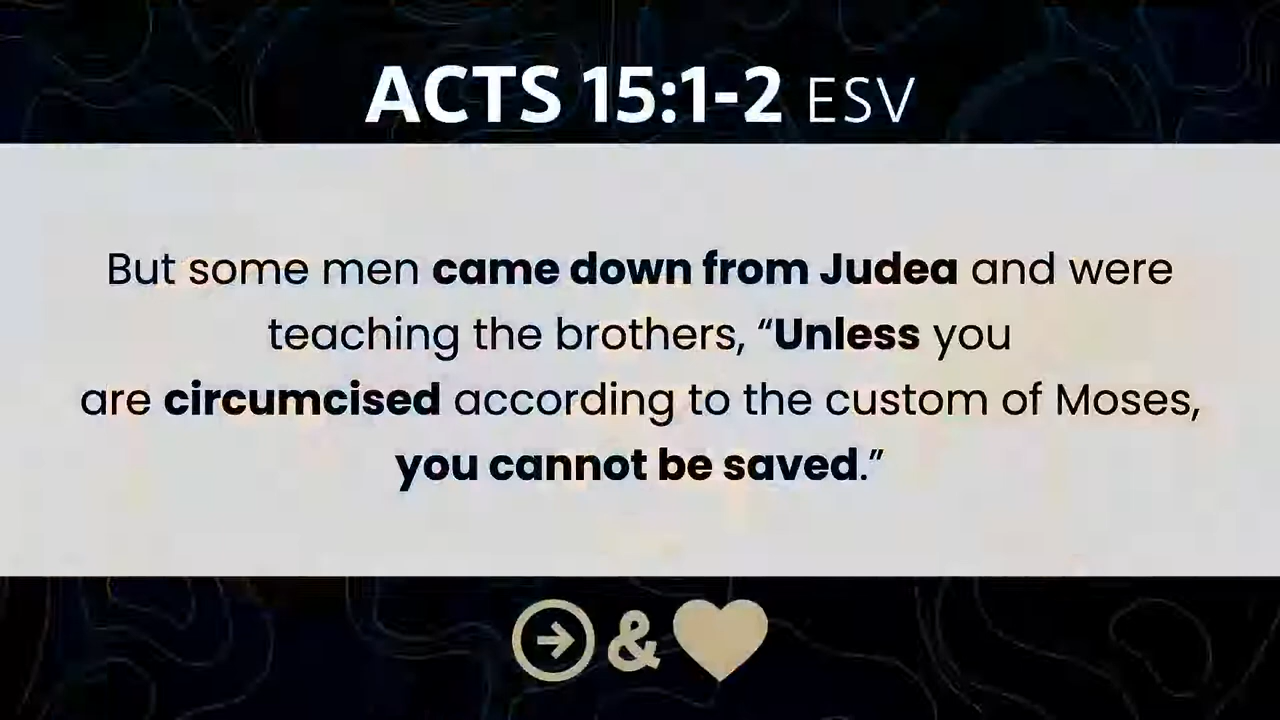 ACTS 15:1-2 ESV
But some men came down from Judea and were
teaching the brothers, “Unless you
are circumcised according to the custom of Moses,
you cannot be saved.”
&